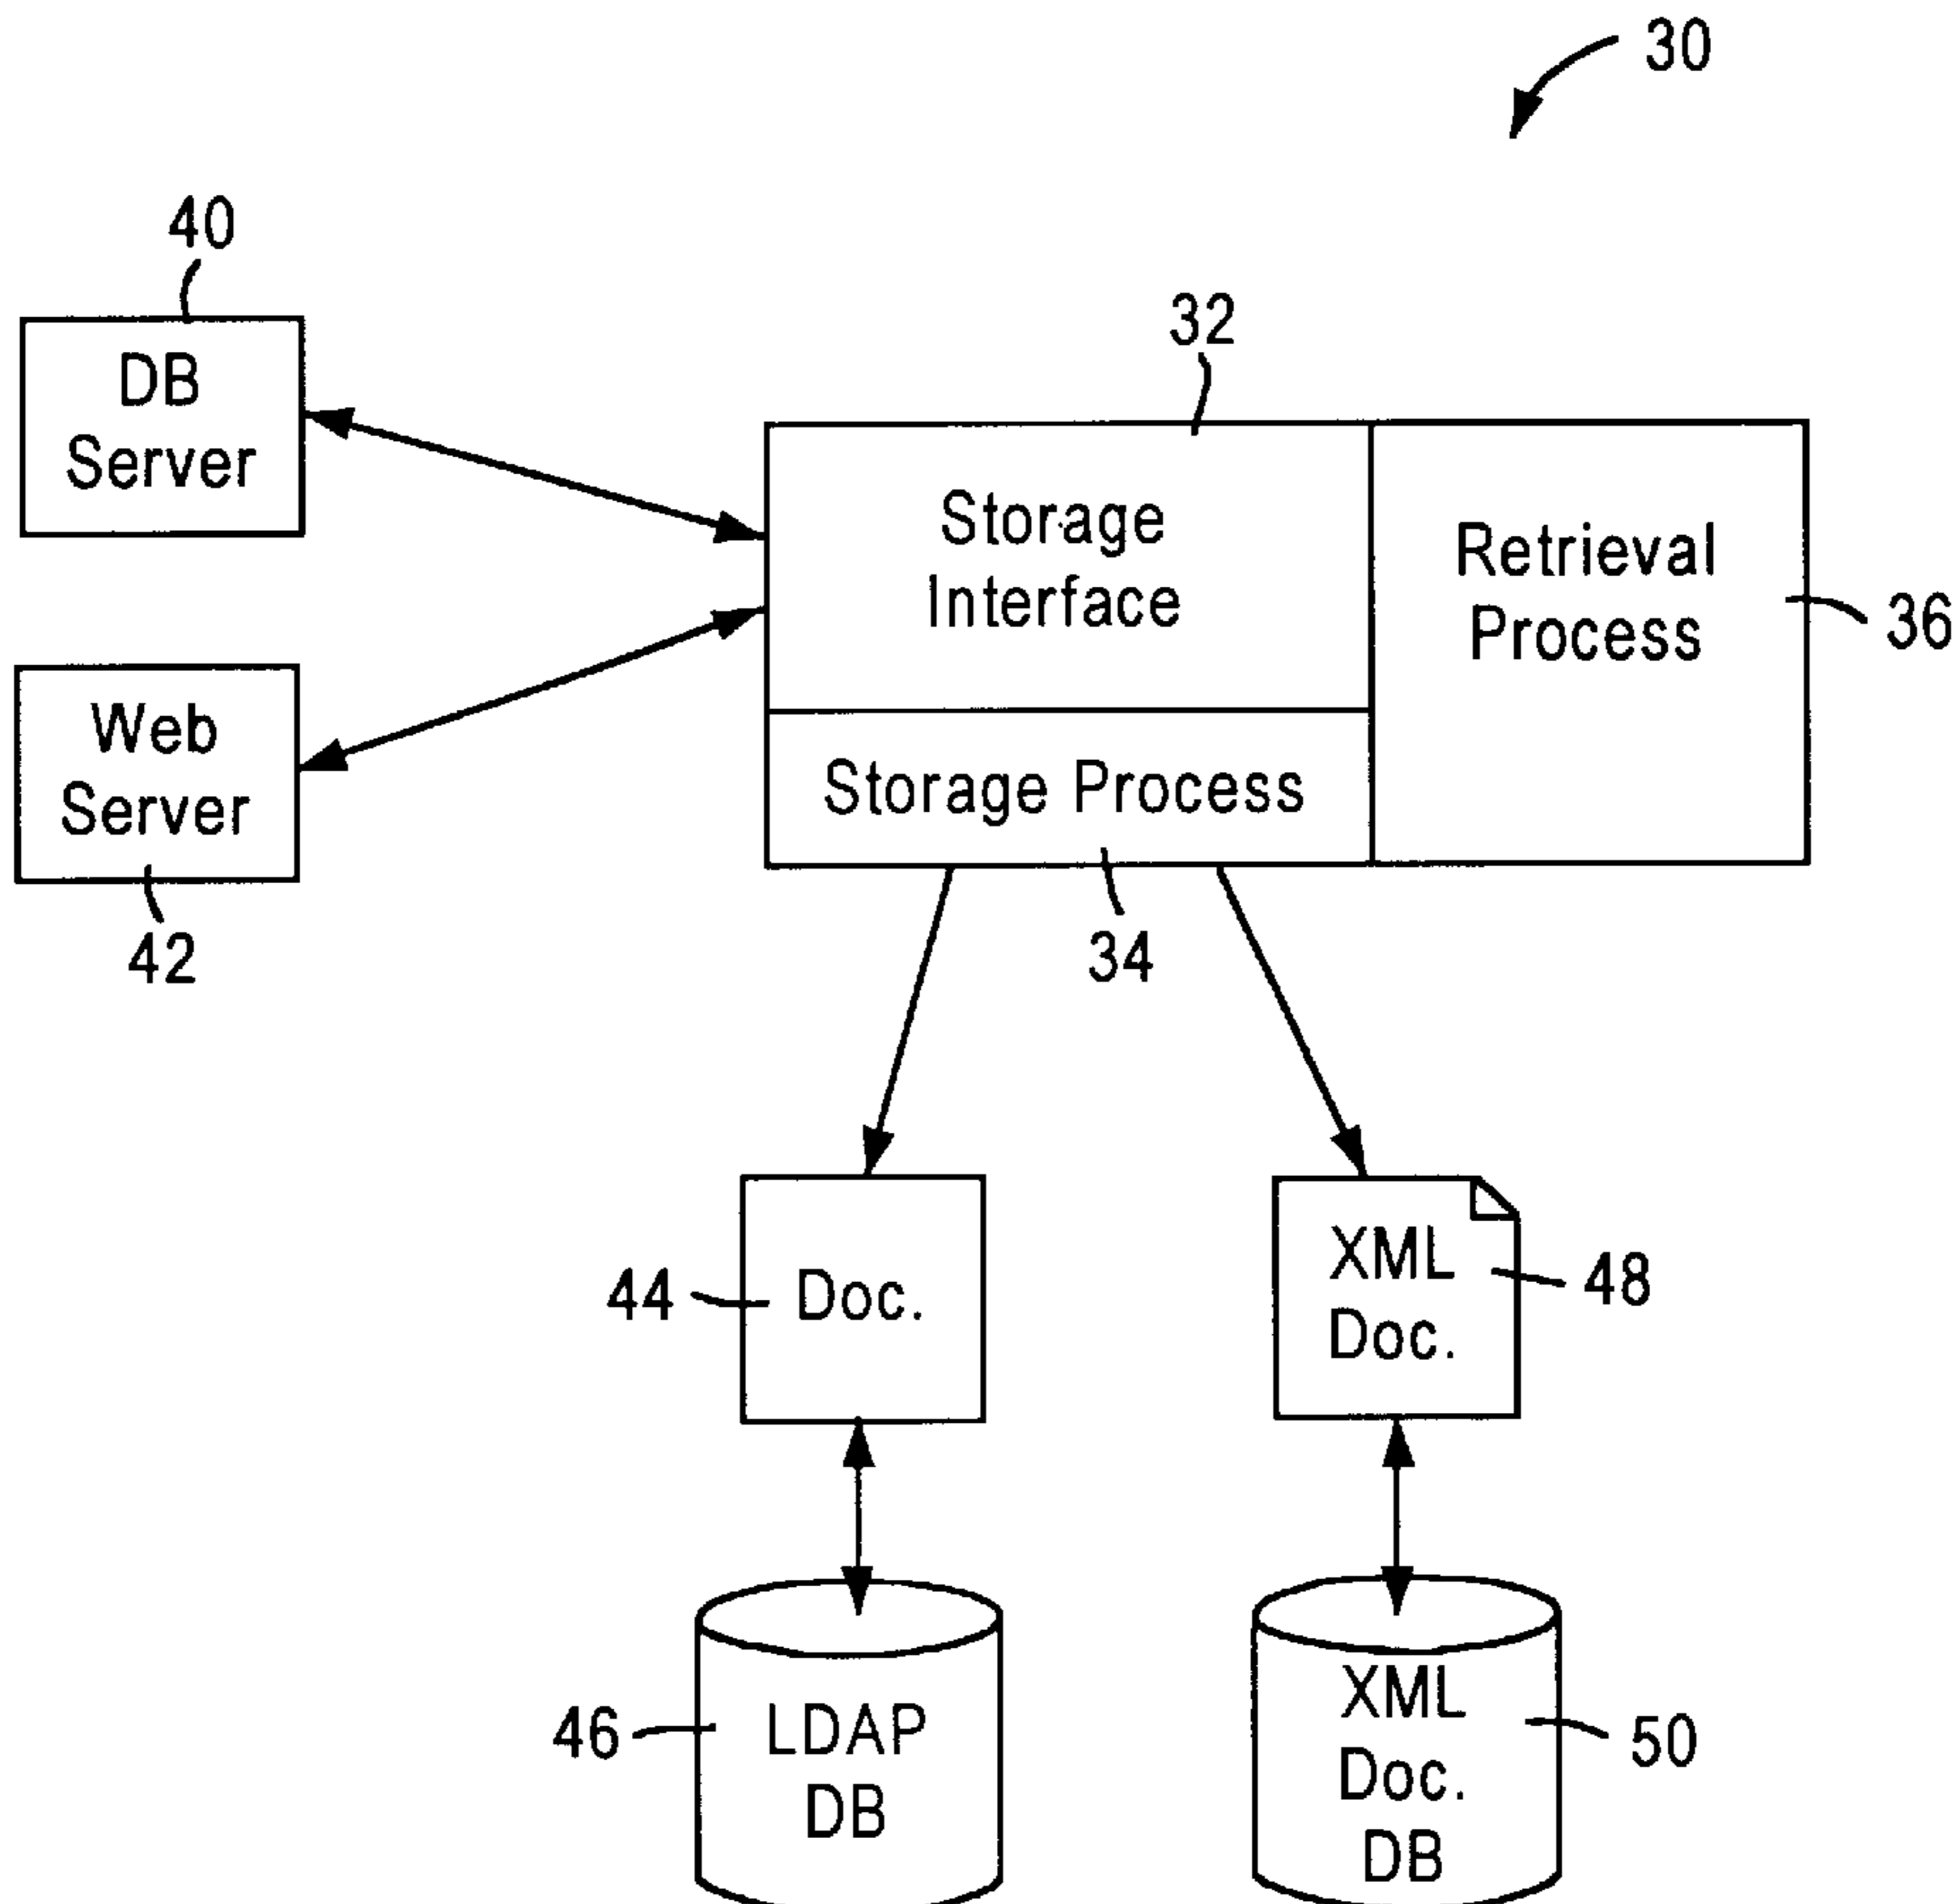 30
40
DB
Server
32
Storage
Interface
Retrieval
Process
36
Web
Server
42
Storage Process
34
44
Doc.
XML
Doc.
48
46
LDAP
DB
XML
Doc.
DB
50